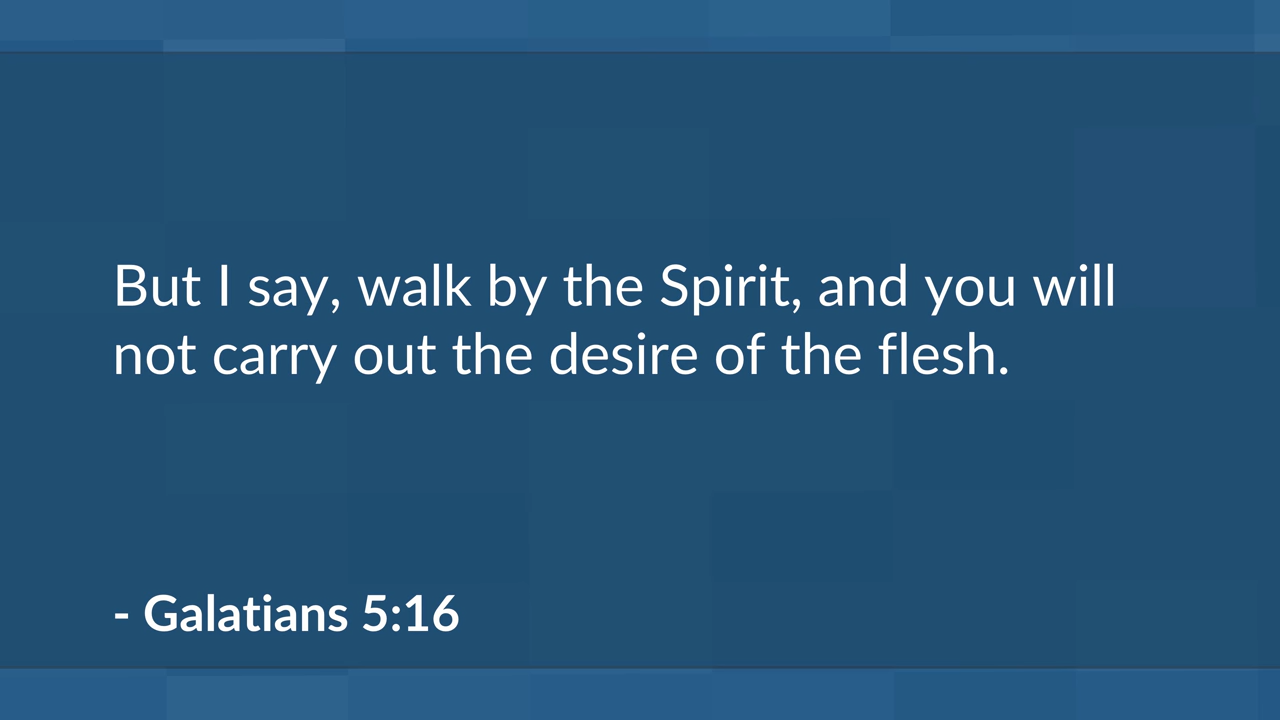 But I say, walk by the Spirit, and you will
not carry out the desire of the flesh.
- Galatians 5:16